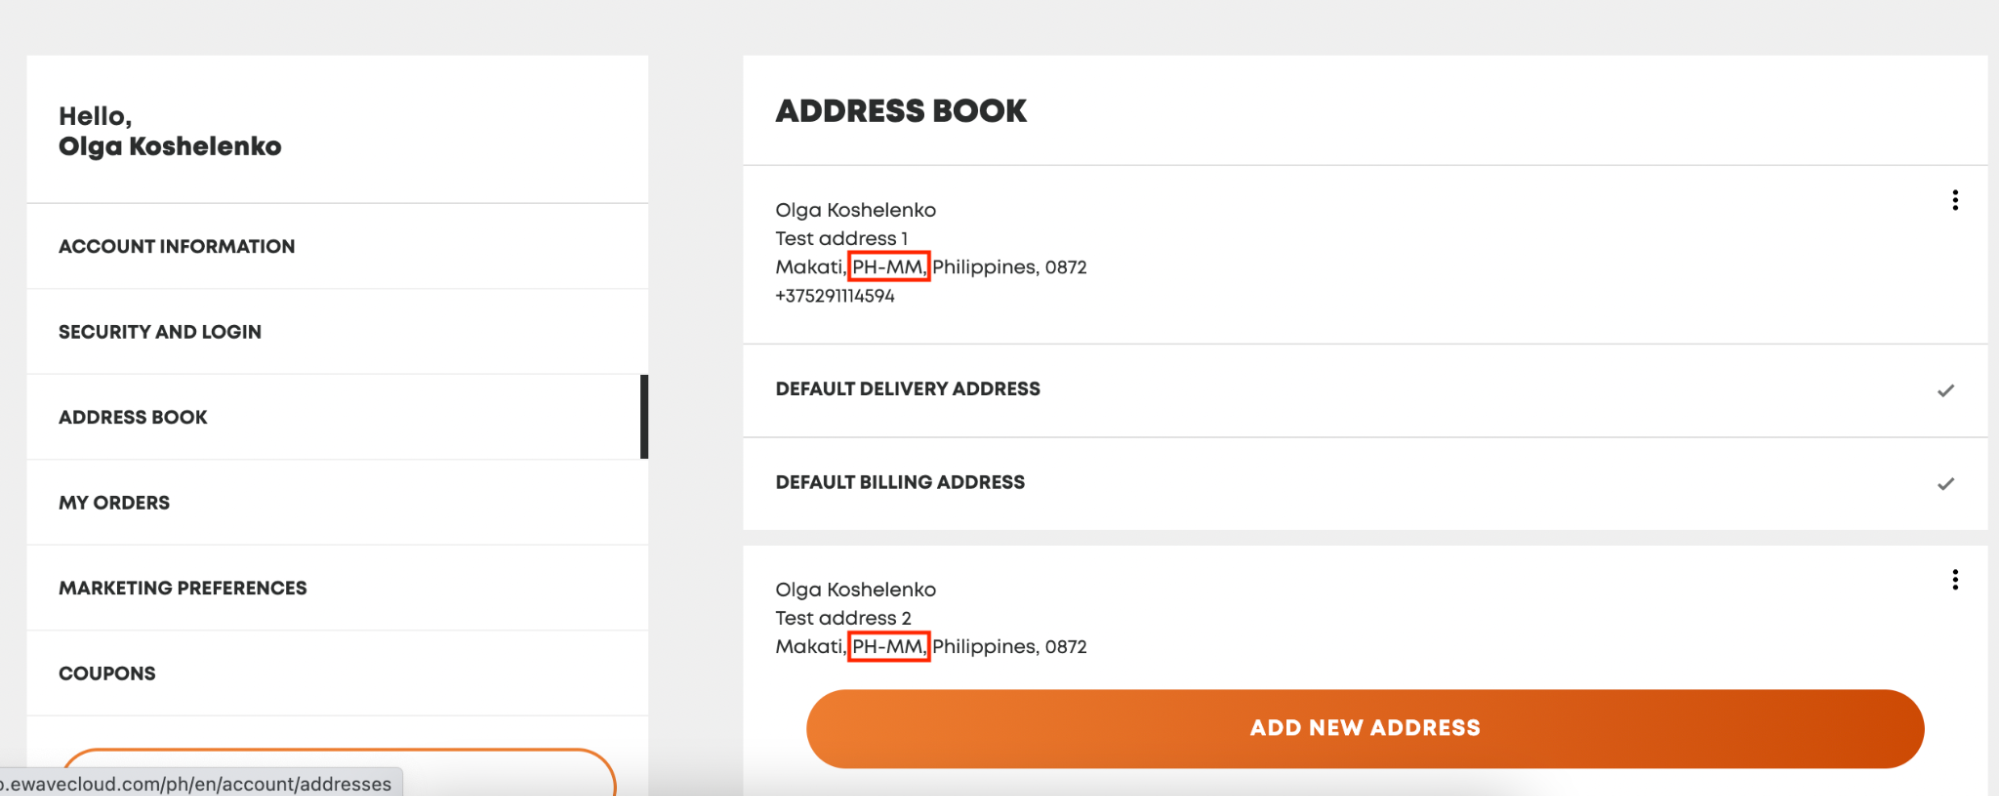 Hello,
Olga Koshelenko
ACCOUNT INFORMATION
SECURITY AND LOGIN
ADDRESS BOOK
MY ORDERS
MARKETING PREFERENCES
COUPONS
.ewavecloud.com/ph/en/account/addresses
ADDRESS BOOK
Olga Koshelenko
Test address 1
Makati, PH-MM, Philippines, 0872
+375291114594
DEFAULT DELIVERY ADDRESS
DEFAULT BILLING ADDRESS
Olga Koshelenko
Test address 2
Makati, PH-MM, Philippines, 0872
ADD NEW ADDRESS